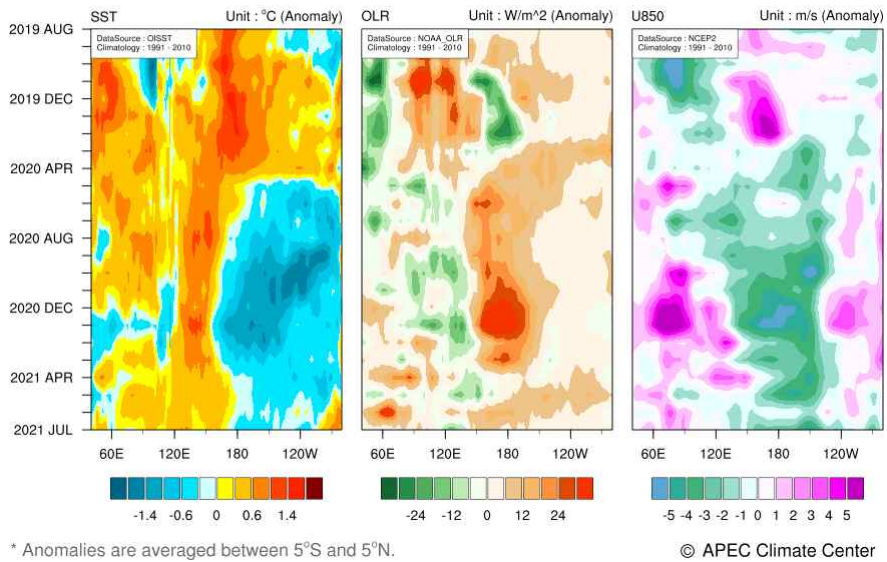 SST Unit : °C (Anomaly)
DataSource : OISST
Climatology : 1991 - 2010
OLR Unit : W/m^2 (Anomaly)
DataSource : NOAA_OLR
Climatology : 1991 - 2010
U850 Unit : m/s (Anomaly)
DataSource : NCEP2
Climatology : 1991 - 2010
2019 AUG
2019 DEC
2020 APR
2020 AUG
2020 DEC
2021 APR
2021 JUL
60E 120E 180 120W
60E 120E 180 120W
60E 120E 180 120W
-1.4 -0.6 0 0.6 1.4
-24 -12 0 12 24
-5 -4 -3 -2 -1 0 1 2 3 4 5
* Anomalies are averaged between 5°S and 5°N.
© APEC Climate Center